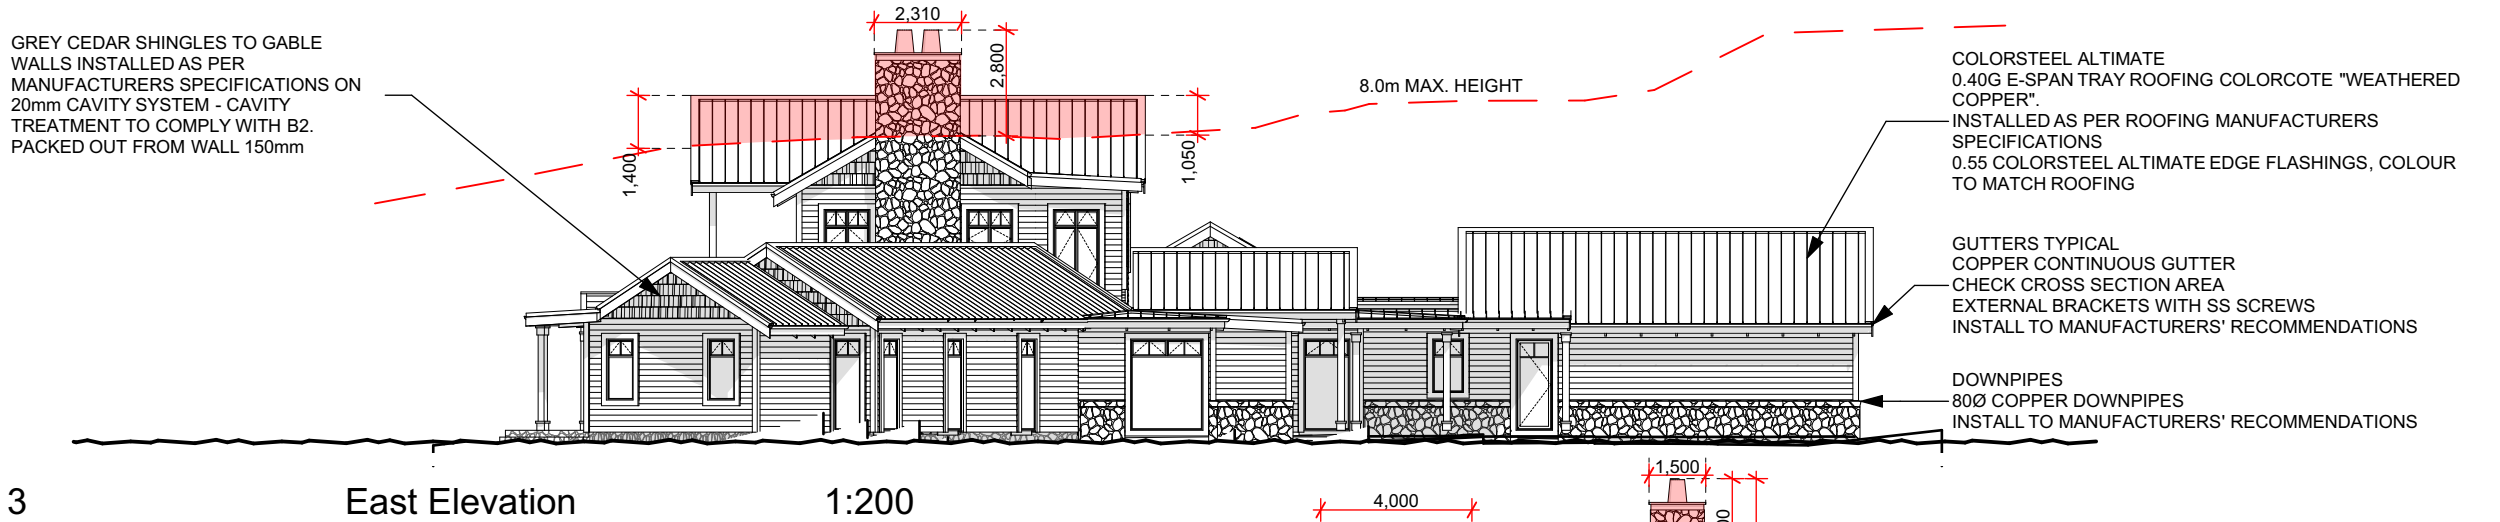 GREY CEDAR SHINGLES TO GABLE
WALLS INSTALLED AS PER
MANUFACTURERS SPECIFICATIONS ON
20mm CAVITY SYSTEM - CAVITY
TREATMENT TO COMPLY WITH B2.
PACKED OUT FROM WALL 150mm
2,310
2,800
1,400
1,050
8.0m MAX. HEIGHT
COLORSTEEL ALTIMATE
0.40G E-SPAN TRAY ROOFING COLORCOTE "WEATHERED
COPPER".
INSTALLED AS PER ROOFING MANUFACTURERS
SPECIFICATIONS
0.55 COLORSTEEL ALTIMATE EDGE FLASHINGS, COLOUR
TO MATCH ROOFING
GUTTERS TYPICAL
COPPER CONTINUOUS GUTTER
CHECK CROSS SECTION AREA
EXTERNAL BRACKETS WITH SS SCREWS
INSTALL TO MANUFACTURERS' RECOMMENDATIONS
DOWNPIPES
80Ø COPPER DOWNPIPES
INSTALL TO MANUFACTURERS' RECOMMENDATIONS
3 East Elevation 1:200
4,000
1,500